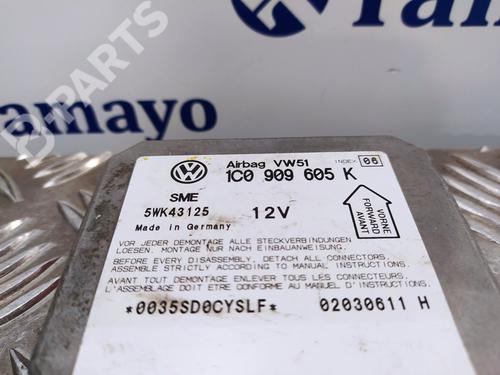 amayo
Tamayo
B-PARTS
Airbag VW51
INDEX 06
1C0 909 605 K
SME
5WK43125
12V
Made in Germany
VORNE
FORWARD
AVANT
VOR JEDER DEMONTAGE ALLE STECKVERBINDUNGEN
LOESEN. MONTAGE NUR NACH EINBAUANWEISUNG.
BEFORE EVERY DISASSEMBLY, DETACH ALL CONNECTORS.
ASSEMBLE STRICTLY ACCORDING TO MANUAL INSTRUCTIONS.
AVANT TOUT DEMONTAGE ENLEVER TOUS LES CONNECTEURS.
L'ASSEMBLAGE DOIT ETRE CONFORME AU MANUEL D'INSTRUCTIONS.
*0035SD0CYSLF*
02030611 H